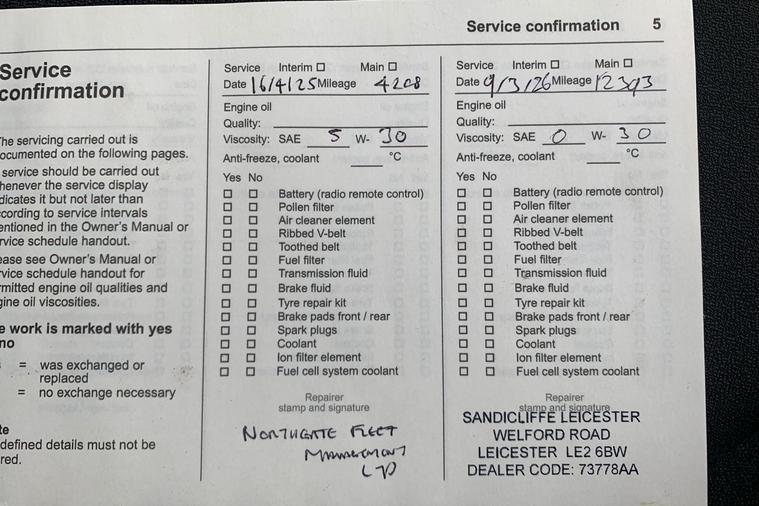 Service confirmation 5
Service
confirmation
he servicing carried out is
ocumented on the following pages.
service should be carried out
henever the service display
dicates it but not later than
cording to service intervals
entioned in the Owner's Manual or
rvice schedule handout.
ease see Owner's Manual or
rvice schedule handout for
rmitted engine oil qualities and
gine oil viscosities.
e work is marked with yes
no
= was exchanged or
replaced
= no exchange necessary
te
defined details must not be
red.
Service Interim ☐ Main ☐
Date 16/4/25 Mileage 4208
Engine oil
Quality:
Viscosity: SAE 5 W- 30
Anti-freeze, coolant °C
Yes No
☐ ☐ Battery (radio remote control)
☐ ☐ Pollen filter
☐ ☐ Air cleaner element
☐ ☐ Ribbed V-belt
☐ ☐ Toothed belt
☐ ☐ Fuel filter
☐ ☐ Transmission fluid
☐ ☐ Brake fluid
☐ ☐ Tyre repair kit
☐ ☐ Brake pads front / rear
☐ ☐ Spark plugs
☐ ☐ Coolant
☐ ☐ Ion filter element
☐ ☐ Fuel cell system coolant
Repairer
stamp and signature
NORTHGATE FLEET
MANAGEMENT
LTD
Service Interim ☐ Main ☐
Date 9/3/26 Mileage 12393
Engine oil
Quality:
Viscosity: SAE 0 W- 30
Anti-freeze, coolant °C
Yes No
☐ ☐ Battery (radio remote control)
☐ ☐ Pollen filter
☐ ☐ Air cleaner element
☐ ☐ Ribbed V-belt
☐ ☐ Toothed belt
☐ ☐ Fuel filter
☐ ☐ Transmission fluid
☐ ☐ Brake fluid
☐ ☐ Tyre repair kit
☐ ☐ Brake pads front / rear
☐ ☐ Spark plugs
☐ ☐ Coolant
☐ ☐ Ion filter element
☐ ☐ Fuel cell system coolant
Repairer
stamp and signature
SANDICLIFFE LEICESTER
WELFORD ROAD
LEICESTER LE2 6BW
DEALER CODE: 73778AA